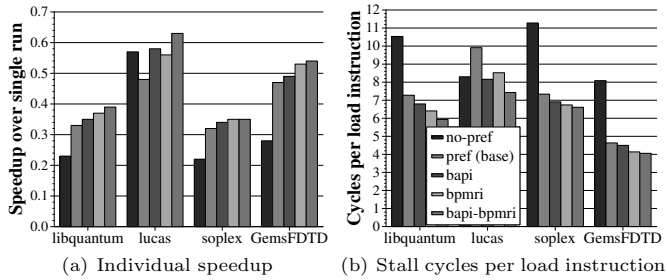 Speedup over single run
0.7
0.6
0.5
0.4
0.3
0.2
0.1
0.0
libquantum lucas soplex GemsFDTD
(a) Individual speedup
Cycles per load instruction
12
11
10
9
8
7
6
5
4
3
2
1
0
no-pref
pref (base)
bapi
bpmri
bapi-bpmri
libquantum lucas soplex GemsFDTD
(b) Stall cycles per load instruction